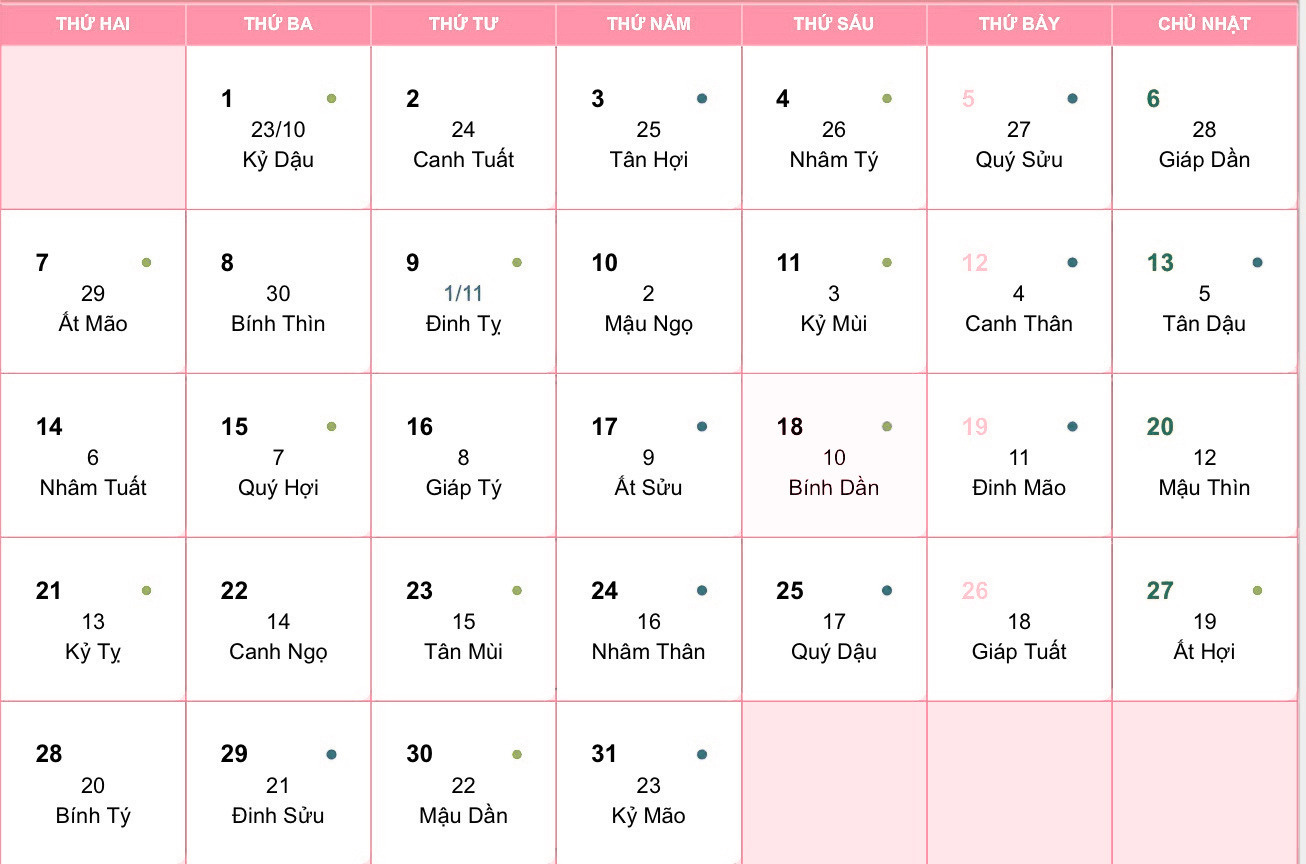 THỨ HAI THỨ BA THỨ TƯ THỨ NĂM THỨ SÁU THỨ BẢY CHỦ NHẬT
1 2 3 4 5 6
23/10 24 25 26 27 28
Kỷ Dậu Canh Tuất Tân Hợi Nhâm Tý Quý Sửu Giáp Dần
7 8 9 10 11 12 13
29 30 1/11 2 3 4 5
Ất Mão Bính Thìn Đinh Tỵ Mậu Ngọ Kỷ Mùi Canh Thân Tân Dậu
14 15 16 17 18 19 20
6 7 8 9 10 11 12
Nhâm Tuất Quý Hợi Giáp Tý Ất Sửu Bính Dần Đinh Mão Mậu Thìn
21 22 23 24 25 26 27
13 14 15 16 17 18 19
Kỷ Tỵ Canh Ngọ Tân Mùi Nhâm Thân Quý Dậu Giáp Tuất Ất Hợi
28 29 30 31
20 21 22 23
Bính Tý Đinh Sửu Mậu Dần Kỷ Mão